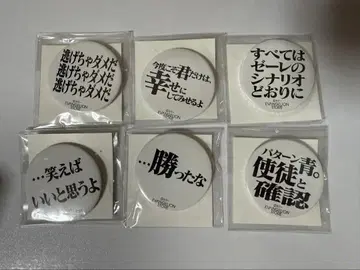 逃げちゃダメだ
逃げちゃダメだ
逃げちゃダメだ
今度こそ君だけは、
幸せに
してみせるよ
すべては
ゼーレの
シナリオ
どおりに
EVANGELION
…笑えば
いいと思うよ
…勝ったな
EVANGELION
パターン青。
使徒と
確認
EVANGELION